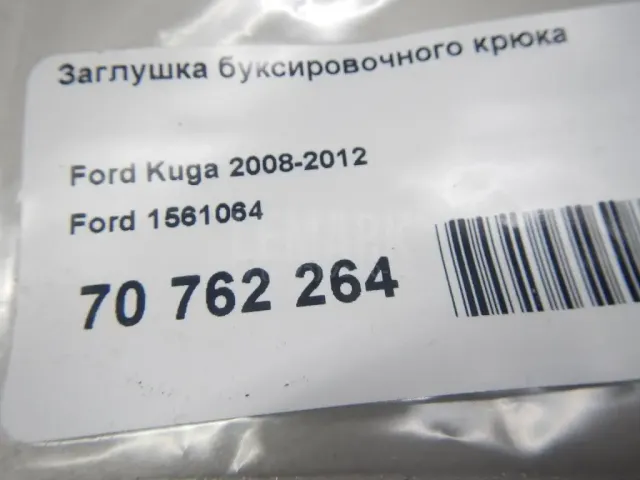 Заглушка буксировочного крюка
Ford Kuga 2008-2012
Ford 1561064
70 762 264